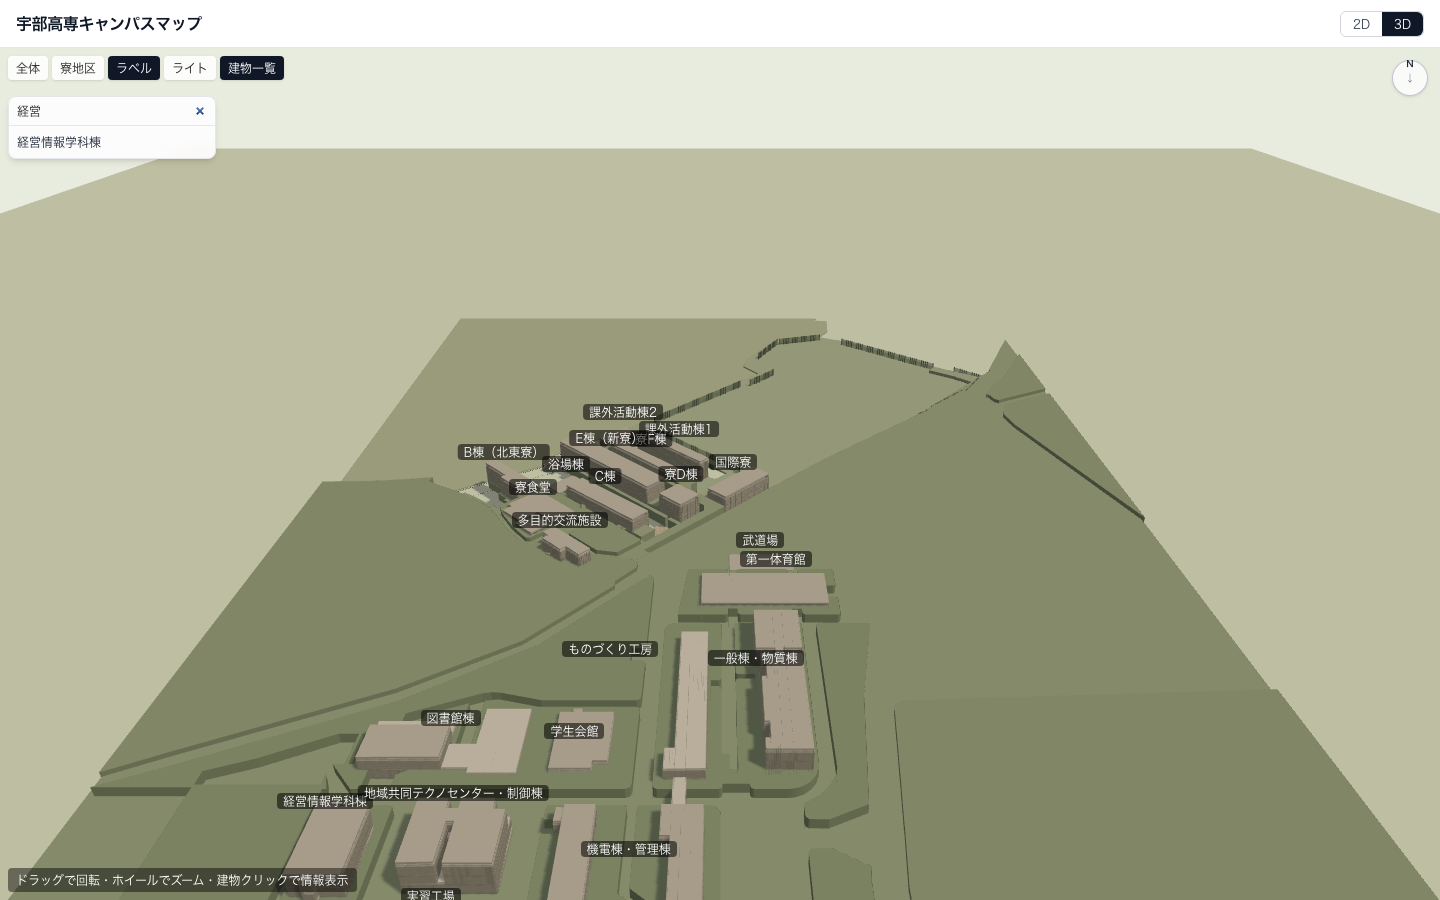 宇部高専キャンパスマップ
2D 3D
全体 寮地区 ラベル ライト 建物一覧
N
↓
経営 ×
経営情報学科棟
課外活動棟2
課外活動棟1
E棟（新寮） 寮F棟
B棟（北東寮）
浴場棟
国際寮
C棟
寮D棟
寮食堂
多目的交流施設
武道場
第一体育館
ものづくり工房
一般棟・物質棟
図書館棟
学生会館
地域共同テクノセンター・制御棟
経営情報学科棟
機電棟・管理棟
ドラッグで回転・ホイールでズーム・建物クリックで情報表示
実習工場